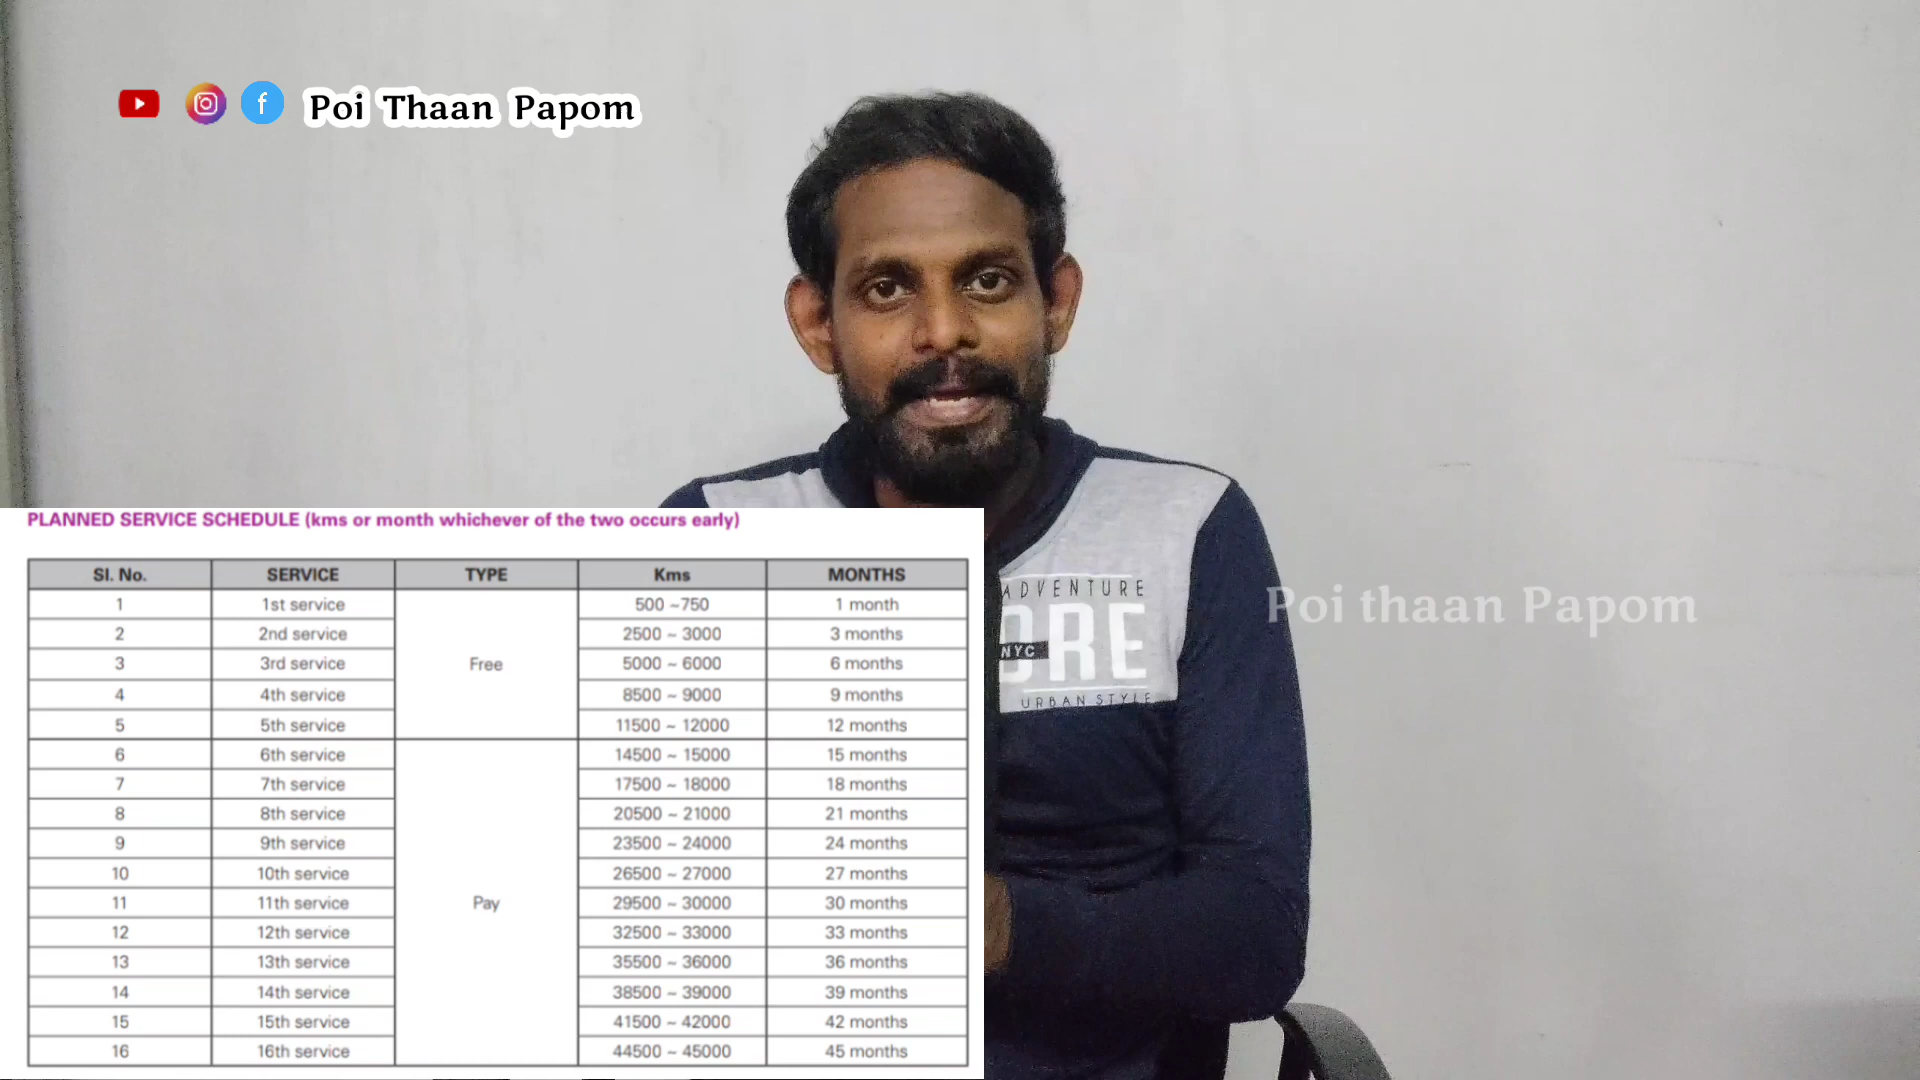 Poi Thaan Papom
PLANNED SERVICE SCHEDULE (kms or month whichever of the two occurs early)
Sl. No. SERVICE TYPE Kms MONTHS
1 1st service 500 ~750 1 month
2 2nd service 2500 ~ 3000 3 months
3 3rd service Free 5000 ~ 6000 6 months
4 4th service 8500 ~ 9000 9 months
5 5th service 11500 ~ 12000 12 months
6 6th service 14500 ~ 15000 15 months
7 7th service 17500 ~ 18000 18 months
8 8th service 20500 ~ 21000 21 months
9 9th service 23500 ~ 24000 24 months
10 10th service 26500 ~ 27000 27 months
11 11th service Pay 29500 ~ 30000 30 months
12 12th service 32500 ~ 33000 33 months
13 13th service 35500 ~ 36000 36 months
14 14th service 38500 ~ 39000 39 months
15 15th service 41500 ~ 42000 42 months
16 16th service 44500 ~ 45000 45 months
ADVENTURE
ORE
NYC
URBAN STYLE
Poi thaan Papom